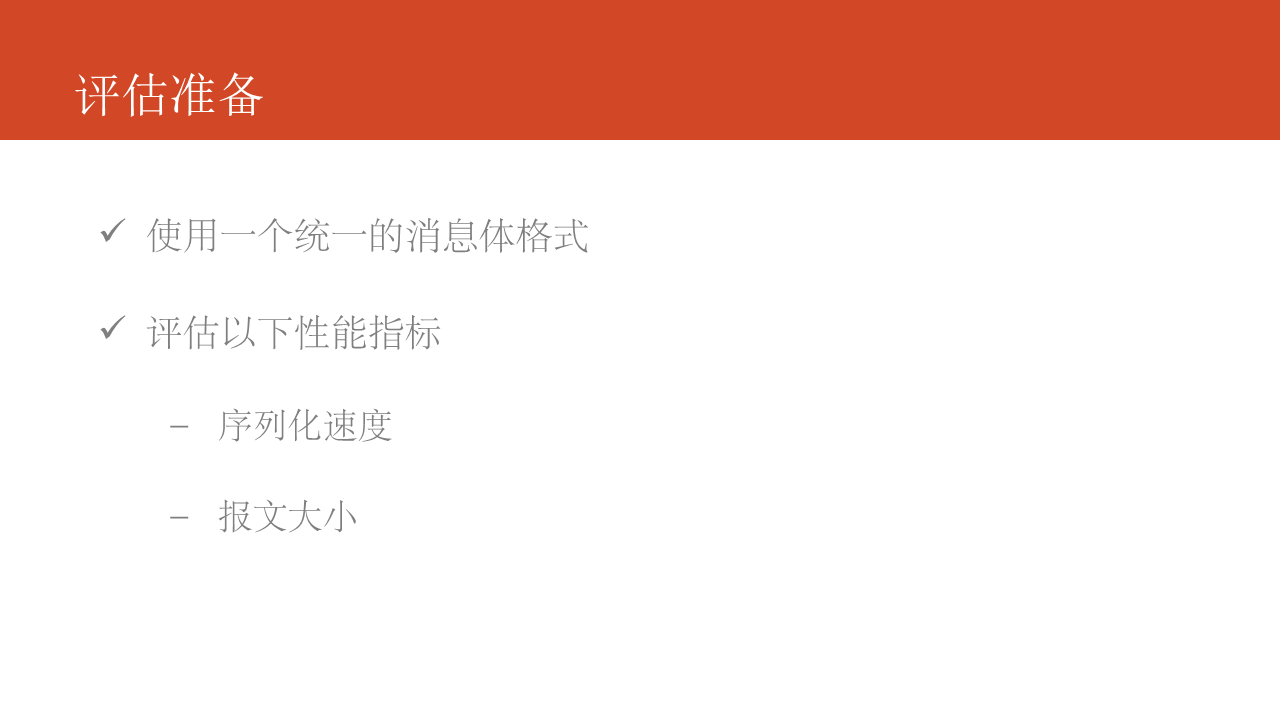 评估准备
✓ 使用一个统一的消息体格式
✓ 评估以下性能指标
– 序列化速度
– 报文大小